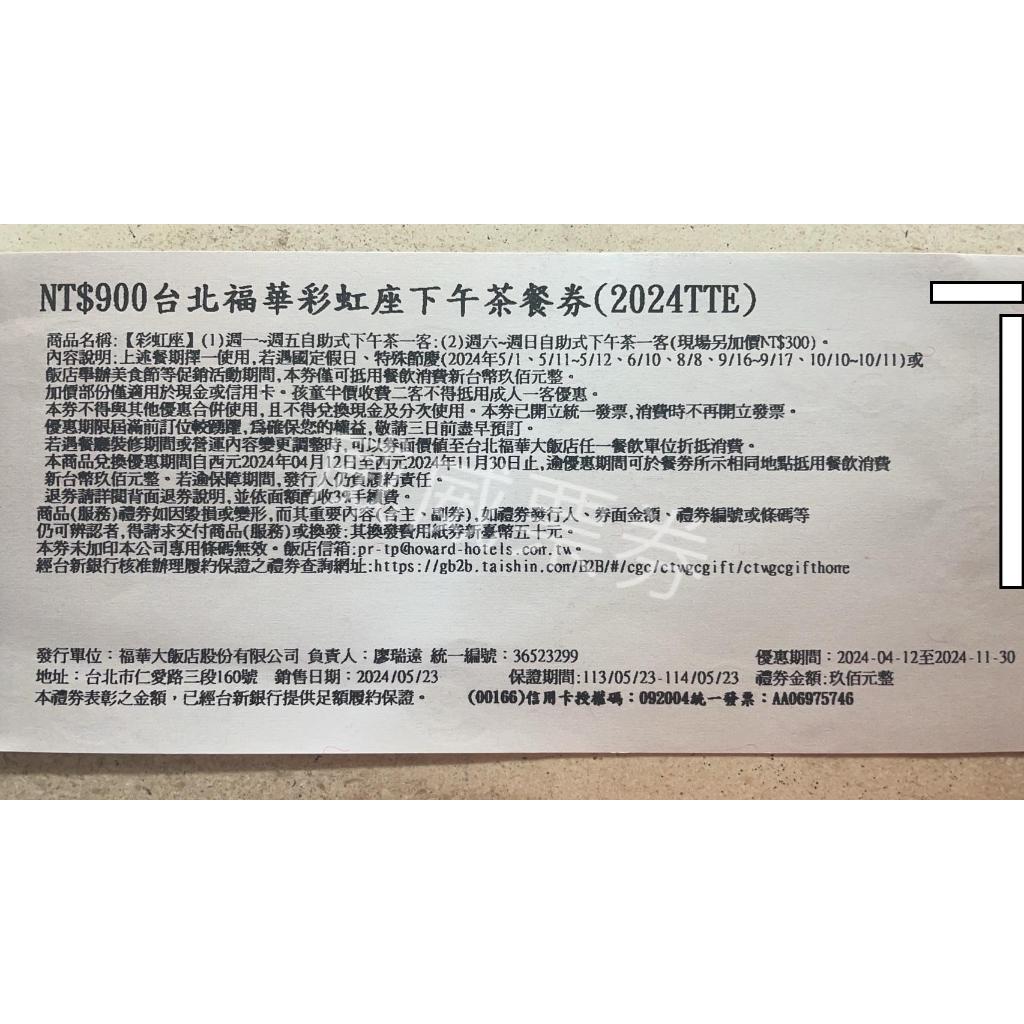 NT$900台北福華彩虹座下午茶餐券(2024TTE)
商品名稱:【彩虹座】(1)週一~週五自助式下午茶一客;(2)週六~週日自助式下午茶一客(現場另加價NT$300)。
內容說明:上述餐期擇一使用,若遇國定假日、特殊節慶(2024年5/1、5/11~5/12、6/10、8/8、9/16~9/17、10/10~10/11)或
飯店舉辦美食節等促銷活動期間,本券僅可抵用餐飲消費新台幣玖佰元整。
加價部份僅適用於現金或信用卡。孩童半價收費二客不得抵用成人一客優惠。
本券不得與其他優惠合併使用,且不得兌換現金及分次使用。本券已開立統一發票,消費時不再開立發票。
優惠期限屆滿前訂位較踴躍,為確保您的權益,敬請三日前盡早預訂。
若遇餐廳裝修期間或營運內容變更調整時,可以券面價值至台北福華大飯店任一餐飲單位折抵消費。
本商品兌換優惠期間自西元2024年04月12日至西元2024年11月30日止,逾優惠期間可於餐券所示相同地點抵用餐飲消費
新台幣玖佰元整。若逾保障期間,發行人仍負履約責任。
退券請詳閱背面退券說明,並依面額酌收3%手續費。
商品(服務)禮券如因毀損或變形,而其重要內容(含主、副券),如禮券發行人、券面金額、禮券編號或條碼等
仍可辨認者,得請求交付商品(服務)或換發;其換發費用紙券新臺幣五十元。
本券未加印本公司專用條碼無效。飯店信箱:pr-tp@howard-hotels.com.tw。
經台新銀行核准辦理履約保證之禮券查詢網址:https://gb2b.taishin.com/B2B/#/cgc/ctwgcgift/ctwgcgifthome
威票券
發行單位:福華大飯店股份有限公司 負責人:廖瑞遠 統一編號:36523299 優惠期間:2024-04-12至2024-11-30
地址:台北市仁愛路三段160號 銷售日期:2024/05/23 保證期間:113/05/23-114/05/23 禮券金額:玖佰元整
本禮券表彰之金額,已經台新銀行提供足額履約保證。 (00166)信用卡授權碼:092004統一發票:AA06975746